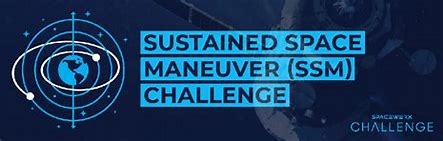 SUSTAINED SPACE
MANEUVER (SSM)
CHALLENGE
SPACEWERX
CHALLENGE